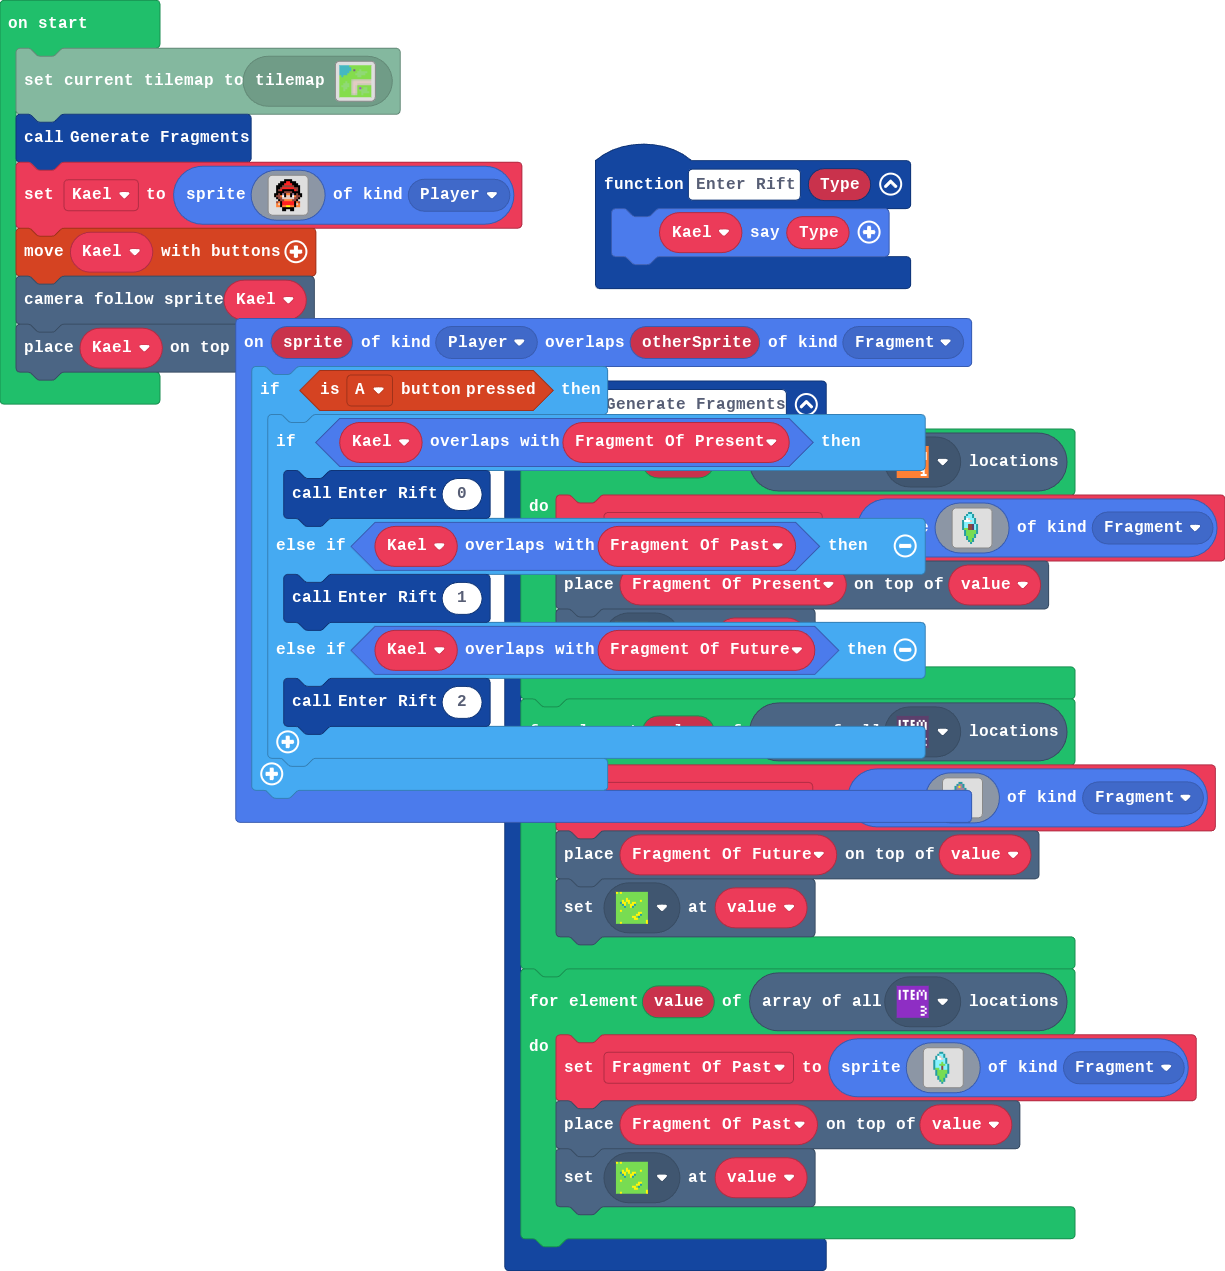 on start
set current tilemap to tilemap
call Generate Fragments
set Kael to sprite of kind Player
move Kael with buttons
camera follow sprite Kael
place Kael on top
function Enter Rift Type
Kael say Type
on sprite of kind Player overlaps otherSprite of kind Fragment
if is A button pressed then
Generate Fragments
if Kael overlaps with Fragment Of Present then
locations
call Enter Rift 0
do
of kind Fragment
else if Kael overlaps with Fragment Of Past then
place Fragment Of Present on top of value
call Enter Rift 1
else if Kael overlaps with Fragment Of Future then
call Enter Rift 2
locations
of kind Fragment
place Fragment Of Future on top of value
set at value
for element value of array of all ITEM 3 locations
do
set Fragment Of Past to sprite of kind Fragment
place Fragment Of Past on top of value
set at value